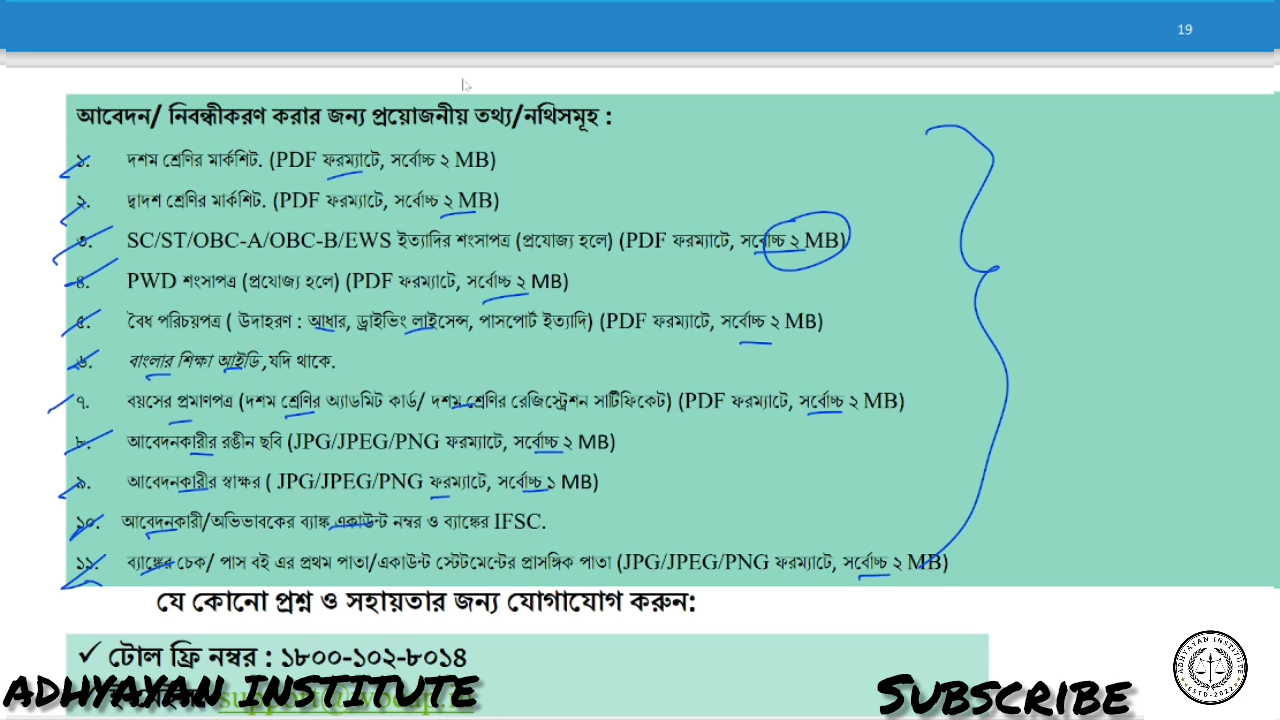 19
আবেদন/ নিবন্ধীকরণ করার জন্য প্রয়োজনীয় তথ্য/নথিসমূহ :
১. দশম শ্রেণির মার্কশিট. (PDF ফরম্যাটে, সর্বোচ্চ ২ MB)
২. দ্বাদশ শ্রেণির মার্কশিট. (PDF ফরম্যাটে, সর্বোচ্চ ২ MB)
৩. SC/ST/OBC-A/OBC-B/EWS ইত্যাদির শংসাপত্র (প্রযোজ্য হলে) (PDF ফরম্যাটে, সর্বোচ্চ ২ MB)
৪. PWD শংসাপত্র (প্রযোজ্য হলে) (PDF ফরম্যাটে, সর্বোচ্চ ২ MB)
৫. বৈধ পরিচয়পত্র ( উদাহরণ : আধার, ড্রাইভিং লাইসেন্স, পাসপোর্ট ইত্যাদি) (PDF ফরম্যাটে, সর্বোচ্চ ২ MB)
৬. বাংলার শিক্ষা আইডি ,যদি থাকে.
৭. বয়সের প্রমাণপত্র (দশম শ্রেণির অ্যাডমিট কার্ড/ দশম শ্রেণির রেজিস্ট্রেশন সার্টিফিকেট) (PDF ফরম্যাটে, সর্বোচ্চ ২ MB)
৮. আবেদনকারীর রঙীন ছবি (JPG/JPEG/PNG ফরম্যাটে, সর্বোচ্চ ২ MB)
৯. আবেদনকারীর স্বাক্ষর ( JPG/JPEG/PNG ফরম্যাটে, সর্বোচ্চ ১ MB)
১০. আবেদনকারী/অভিভাবকের ব্যাঙ্ক একাউন্ট নম্বর ও ব্যাঙ্কের IFSC.
১১. ব্যাঙ্কের চেক/ পাস বই এর প্রথম পাতা/একাউন্ট স্টেটমেন্টের প্রাসঙ্গিক পাতা (JPG/JPEG/PNG ফরম্যাটে, সর্বোচ্চ ২ MB)
যে কোনো প্রশ্ন ও সহায়তার জন্য যোগাযোগ করুন:
✓ টোল ফ্রি নম্বর : ১৮০০-১০২-৮০১৪
ADHYAYAN INSTITUTE
SUBSCRIBE
ADHYAYAN INSTITUTE
ESTD 2022